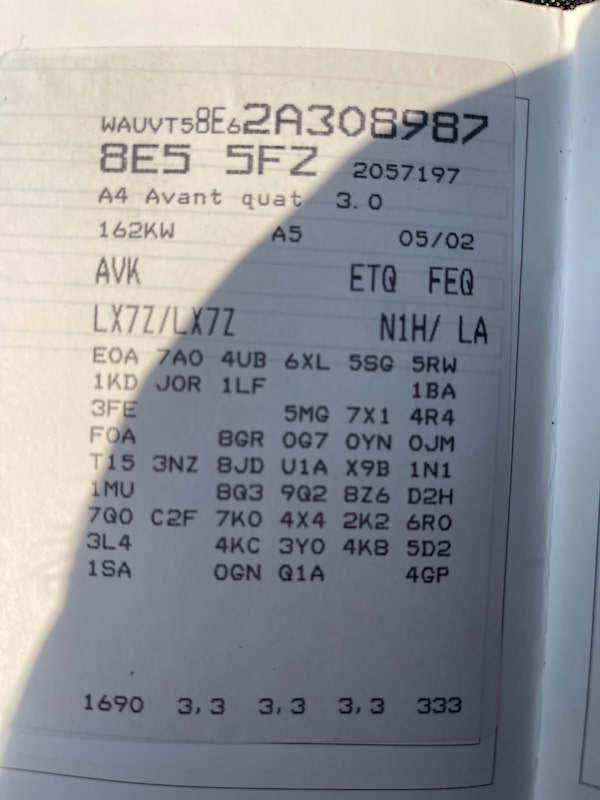 WAUVT58E62A308987
8E5 5FZ 2057197
A4 Avant quat 3.0
162KW A5 05/02
AVK ETQ FEQ
LX7Z/LX7Z N1H/ LA
E0A 7A0 4UB 6XL 5SG 5RW
1KD J0R 1LF 1BA
3FE 5MG 7X1 4R4
F0A 8GR 0G7 0YN 0JM
T15 3NZ 8JD U1A X9B 1N1
1MU 8Q3 9Q2 8Z6 D2H
7Q0 C2F 7K0 4X4 2K2 6R0
3L4 4KC 3Y0 4K8 5D2
1SA 0GN Q1A 4GP
1690 3,3 3,3 3,3 333